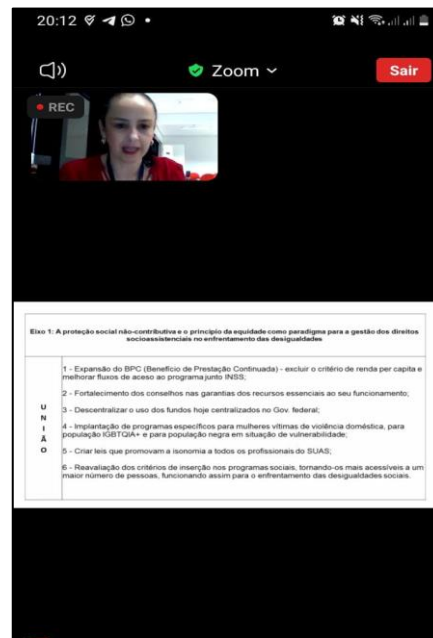 20:12
Zoom
Sair
REC
Eixo 1: A proteção social não-contributiva e o princípio da equidade como paradigma para a gestão dos direitos
socioassistenciais no enfrentamento das desigualdades
UNIÃO
1 - Expansão do BPC (Benefício de Prestação Continuada) - excluir o critério de renda per capita e
melhorar fluxos de aceso ao programa junto INSS;
2 - Fortalecimento dos conselhos nas garantias dos recursos essenciais ao seu funcionamento;
3 - Descentralizar o uso dos fundos hoje centralizados no Gov. federal;
4 - Implantação de programas específicos para mulheres vítimas de violência doméstica, para
população lGBTQIA+ e para população negra em situação de vulnerabilidade;
5 - Criar leis que promovam a isonomia a todos os profissionais do SUAS;
6 - Reavaliação dos critérios de inserção nos programas sociais, tornando-os mais acessíveis a um
maior número de pessoas, funcionando assim para o enfrentamento das desigualdades sociais.